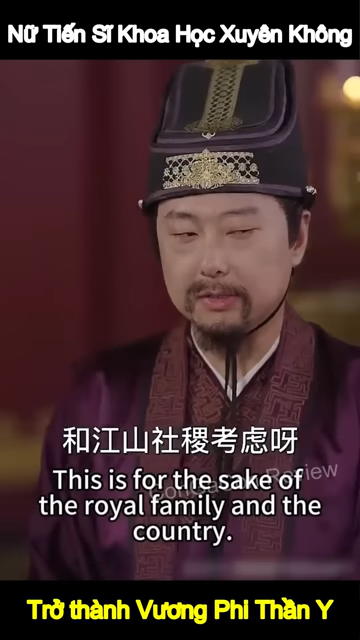 Nữ Tiến Sĩ Khoa Học Xuyên Không
和江山社稷考虑呀
This is for the sake of
the royal family and the
country.
Review
Trở thành Vương Phi Thần Y